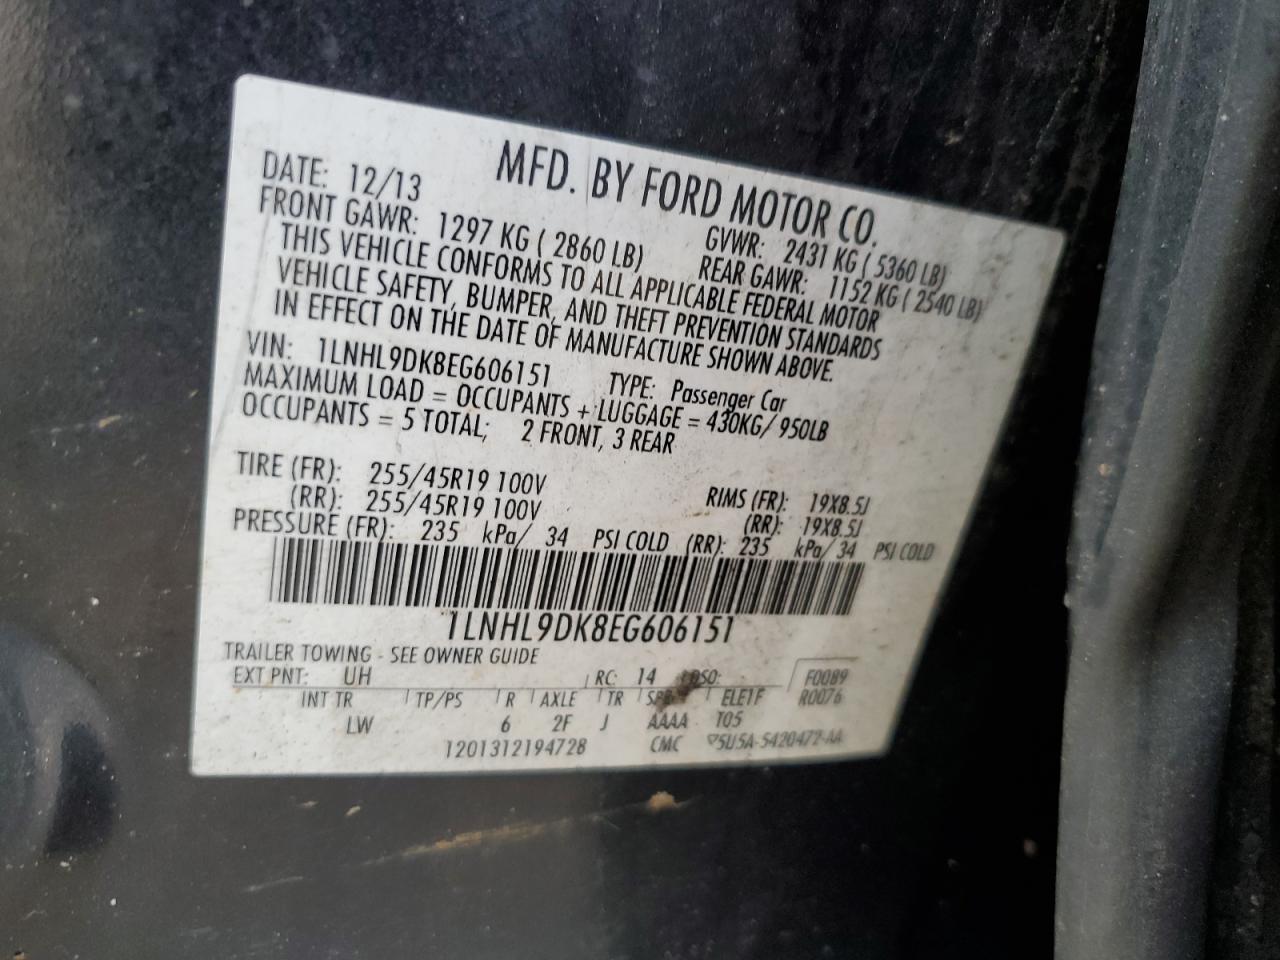 MFD. BY FORD MOTOR CO.
DATE: 12/13 GVWR: 2431 KG ( 5360 LB)
FRONT GAWR: 1297 KG ( 2860 LB) REAR GAWR: 1152 KG ( 2540 LB)
THIS VEHICLE CONFORMS TO ALL APPLICABLE FEDERAL MOTOR
VEHICLE SAFETY, BUMPER, AND THEFT PREVENTION STANDARDS
IN EFFECT ON THE DATE OF MANUFACTURE SHOWN ABOVE.
VIN: 1LNHL9DK8EG606151 TYPE: Passenger Car
MAXIMUM LOAD = OCCUPANTS + LUGGAGE = 430KG/ 950LB
OCCUPANTS = 5 TOTAL; 2 FRONT, 3 REAR
TIRE (FR): 255/45R19 100V RIMS (FR): 19X8.5J
(RR): 255/45R19 100V (RR): 19X8.5J
PRESSURE (FR): 235 kPa/ 34 PSI COLD (RR): 235 kPa/ 34 PSI COLD
1LNHL9DK8EG606151
TRAILER TOWING - SEE OWNER GUIDE
EXT PNT: UH RC: 14 DSO: F0089
INT TR TP/PS R AXLE TR SPR ELE1F R0076
LW 6 2F J AAAA T05
1201312194728 CMC 5U5A-5420472-AA